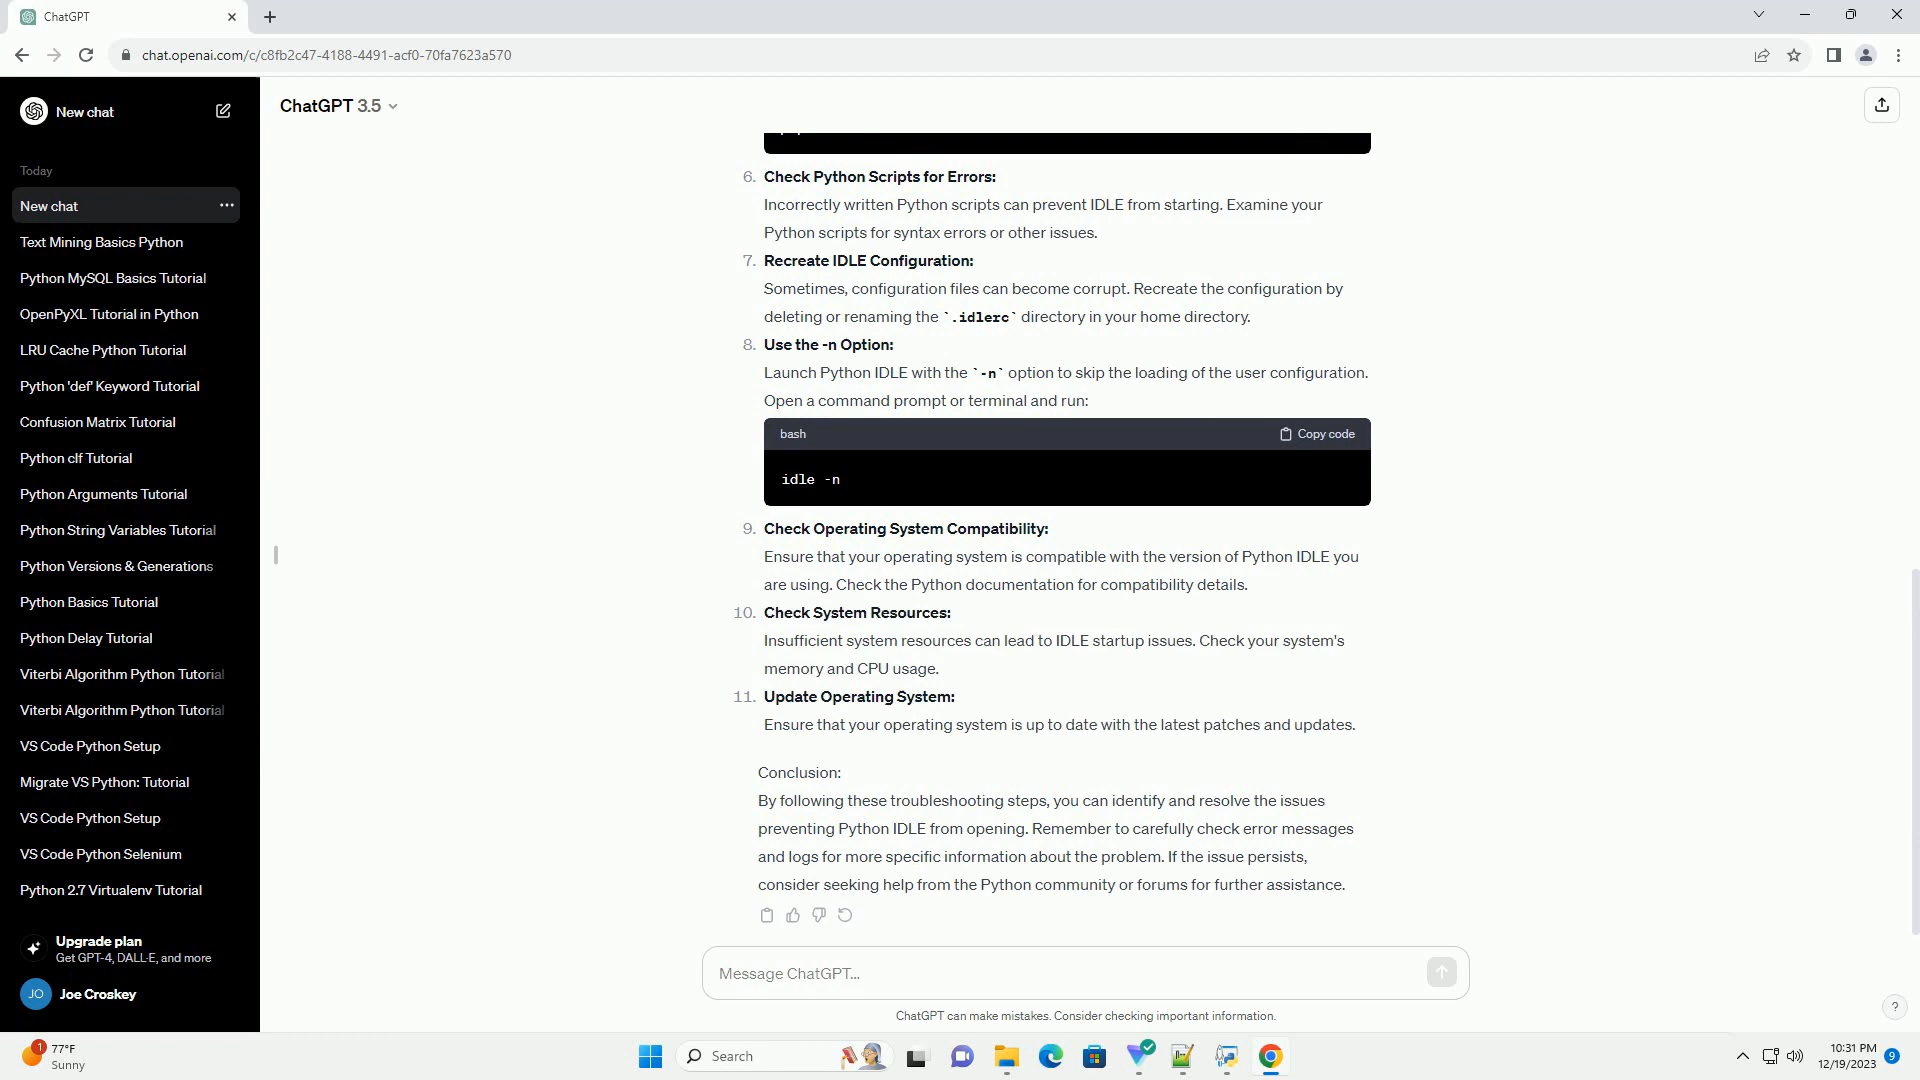 ChatGPT
chat.openai.com/c/c8fb2c47-4188-4491-acf0-70fa7623a570
New chat
ChatGPT 3.5
Today
New chat
Text Mining Basics Python
Python MySQL Basics Tutorial
OpenPyXL Tutorial in Python
LRU Cache Python Tutorial
Python 'def' Keyword Tutorial
Confusion Matrix Tutorial
Python clf Tutorial
Python Arguments Tutorial
Python String Variables Tutorial
Python Versions & Generations
Python Basics Tutorial
Python Delay Tutorial
Viterbi Algorithm Python Tutorial
Viterbi Algorithm Python Tutorial
VS Code Python Setup
Migrate VS Python: Tutorial
VS Code Python Setup
VS Code Python Selenium
Python 2.7 Virtualenv Tutorial
Upgrade plan
Get GPT-4, DALL·E, and more
JO Joe Croskey
6. Check Python Scripts for Errors:
Incorrectly written Python scripts can prevent IDLE from starting. Examine your
Python scripts for syntax errors or other issues.
7. Recreate IDLE Configuration:
Sometimes, configuration files can become corrupt. Recreate the configuration by
deleting or renaming the `.idlerc` directory in your home directory.
8. Use the -n Option:
Launch Python IDLE with the `-n` option to skip the loading of the user configuration.
Open a command prompt or terminal and run:
bash Copy code
idle -n
9. Check Operating System Compatibility:
Ensure that your operating system is compatible with the version of Python IDLE you
are using. Check the Python documentation for compatibility details.
10. Check System Resources:
Insufficient system resources can lead to IDLE startup issues. Check your system's
memory and CPU usage.
11. Update Operating System:
Ensure that your operating system is up to date with the latest patches and updates.
Conclusion:
By following these troubleshooting steps, you can identify and resolve the issues
preventing Python IDLE from opening. Remember to carefully check error messages
and logs for more specific information about the problem. If the issue persists,
consider seeking help from the Python community or forums for further assistance.
Message ChatGPT...
ChatGPT can make mistakes. Consider checking important information.
?
1 77°F
Sunny
Search
10:31 PM
12/19/2023
9